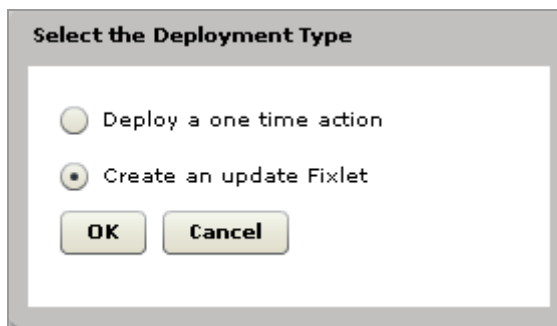 Select the Deployment Type
Deploy a one time action
Create an update Fixlet
OK Cancel